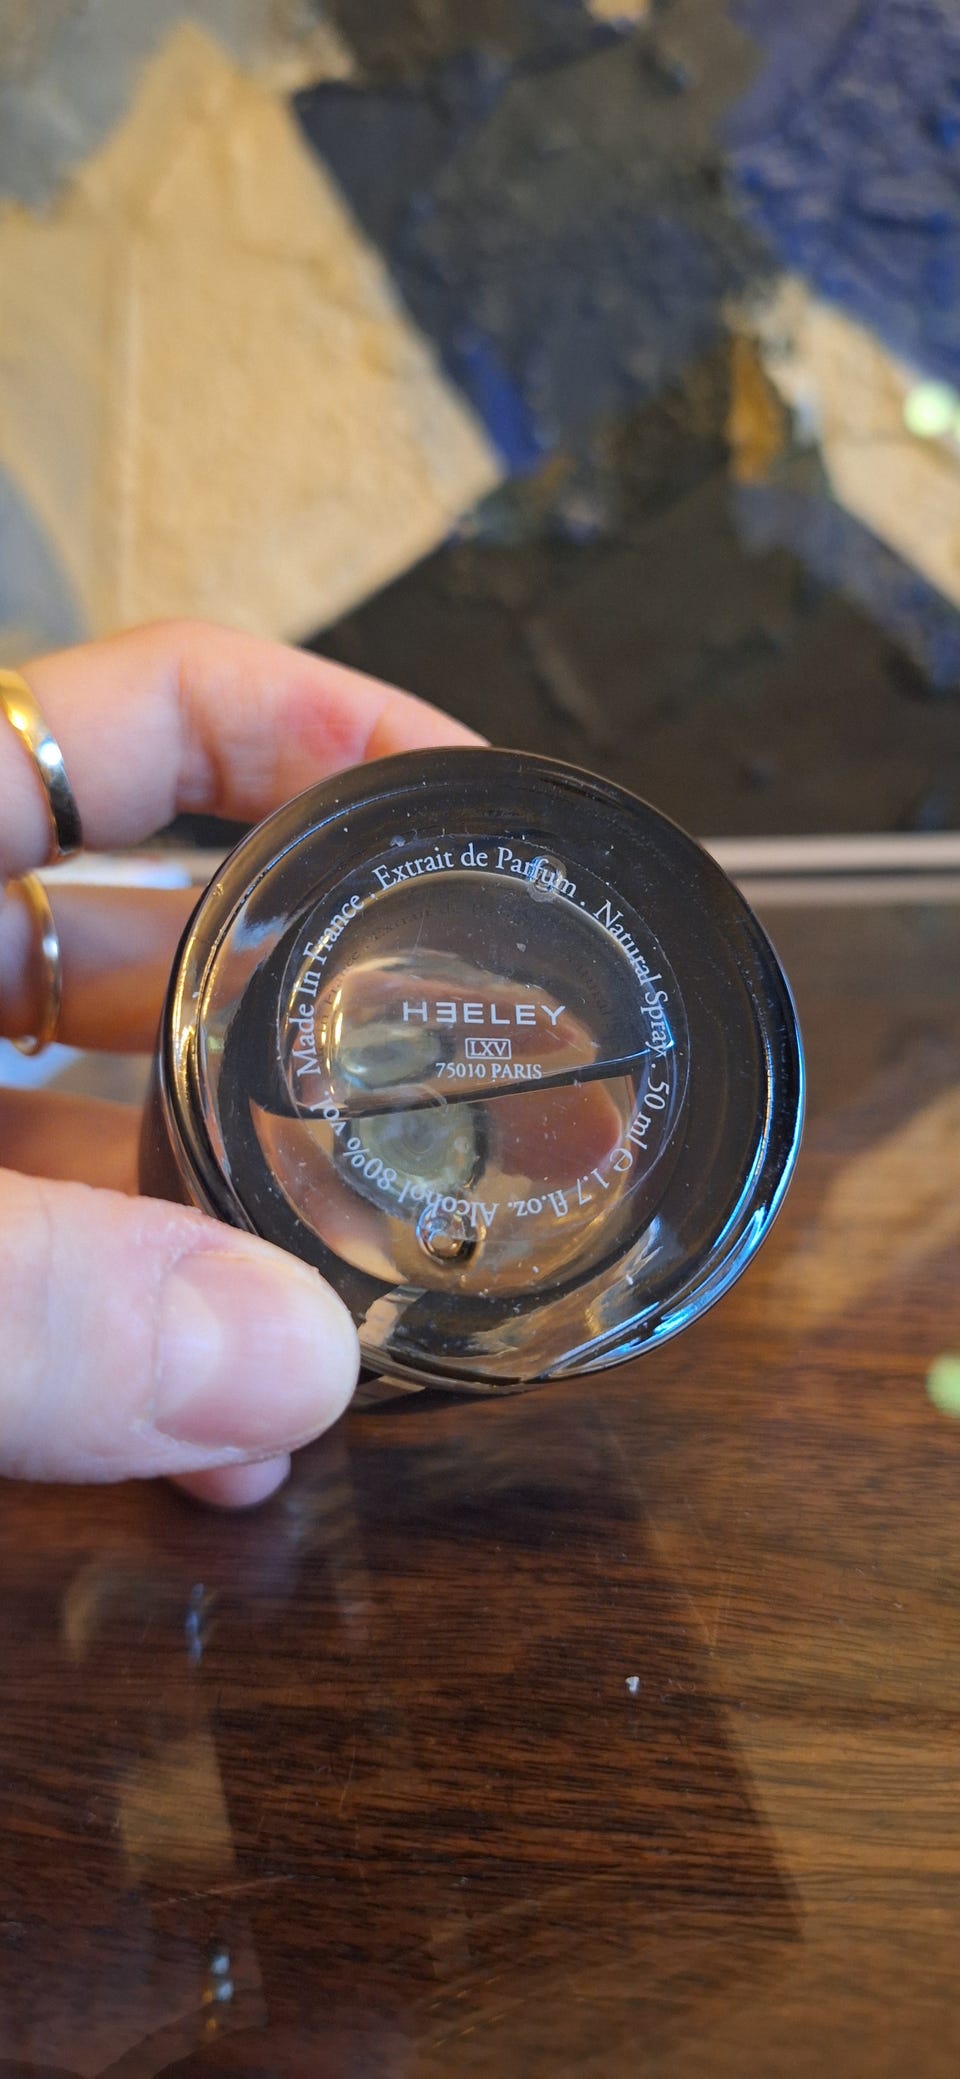 Made In France . Extrait de Parfum . Natural Spray . 50 ml ℮ 1.7 fl.oz. Alcohol 80% vol.
HƎELEY
LXV
75010 PARIS